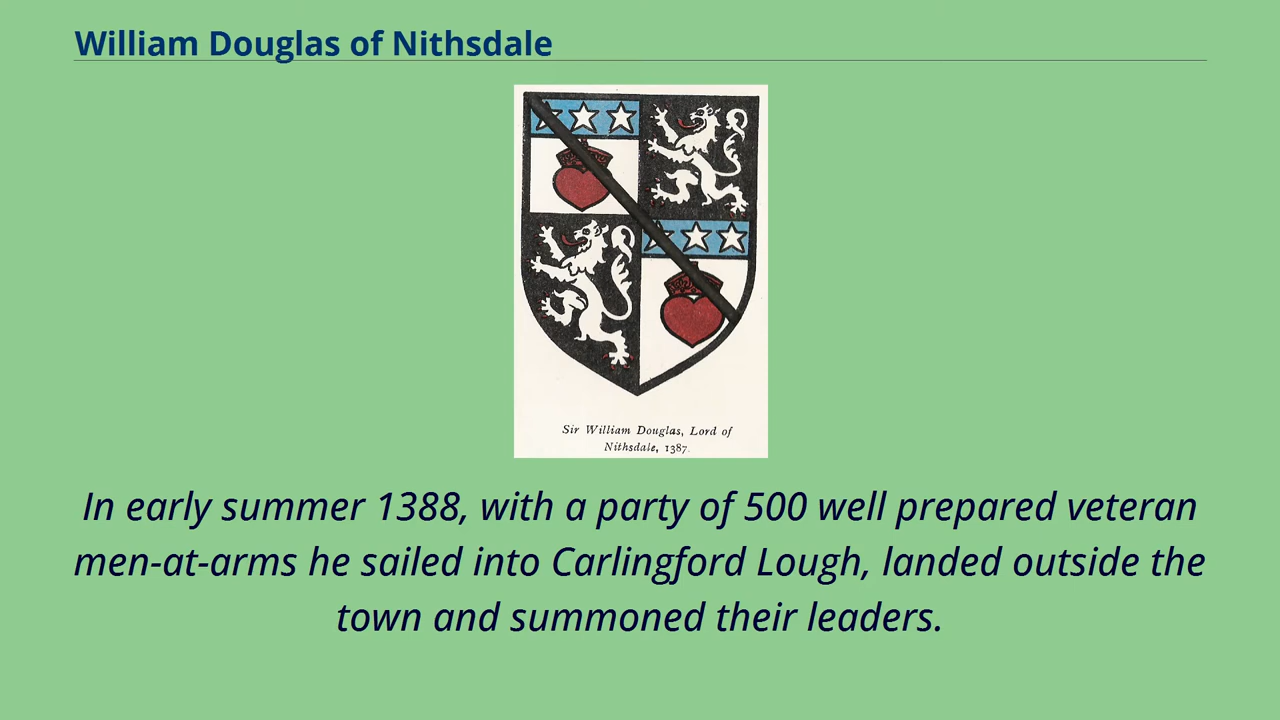 William Douglas of Nithsdale
Sir William Douglas, Lord of
Nithsdale, 1387.
In early summer 1388, with a party of 500 well prepared veteran
men-at-arms he sailed into Carlingford Lough, landed outside the
town and summoned their leaders.